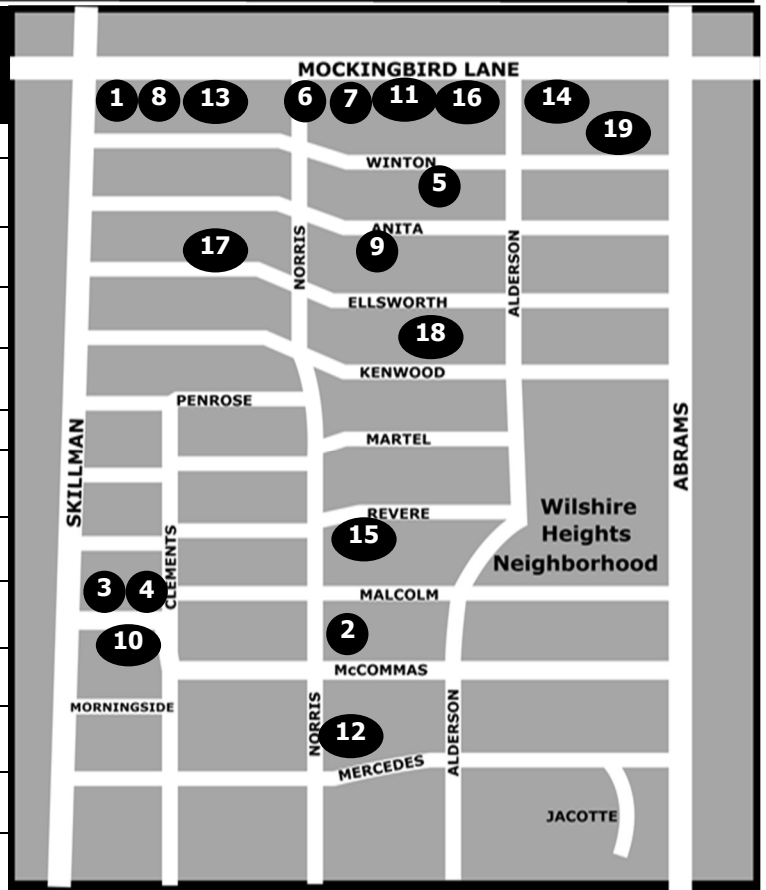 MOCKINGBIRD LANE
1 8 13 6 7 11 16 14
19
WINTON
5
ANITA
17 9
NORRIS
ALDERSON
ELLSWORTH
18
KENWOOD
PENROSE
MARTEL
SKILLMAN
ABRAMS
REVERE
Wilshire
Heights
Neighborhood
15
CLEMENTS
3 4
MALCOLM
2
10
McCOMMAS
MORNINGSIDE
NORRIS
12
ALDERSON
MERCEDES
JACOTTE